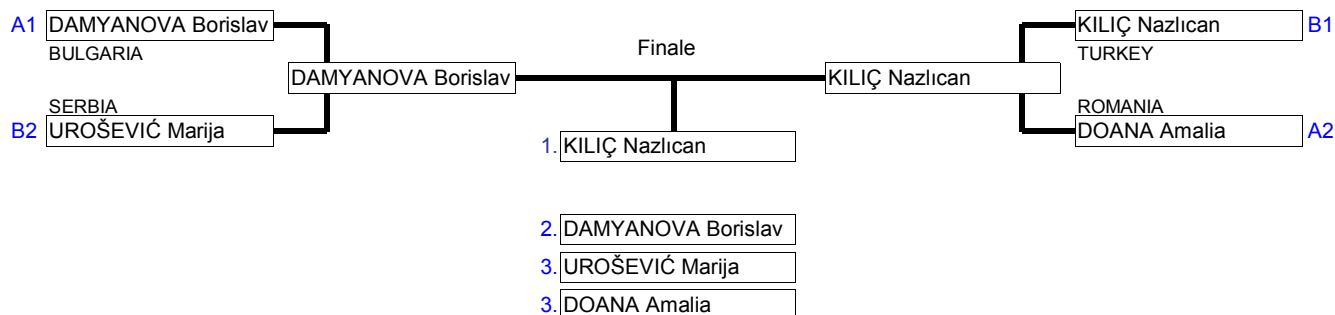 A1 DAMYANOVA Borislav
BULGARIA
DAMYANOVA Borislav
SERBIA
B2 UROŠEVIĆ Marija
Finale
KILIÇ Nazlıcan B1
TURKEY
KILIÇ Nazlıcan
ROMANIA
DOANA Amalia A2
1. KILIÇ Nazlıcan
2. DAMYANOVA Borislav
3. UROŠEVIĆ Marija
3. DOANA Amalia